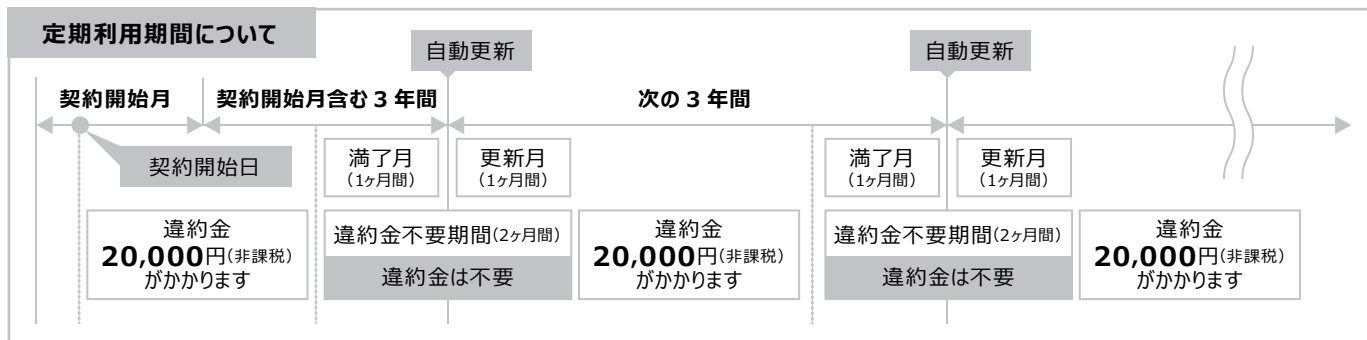 定期利用期間について
自動更新
自動更新
契約開始月
契約開始月含む3年間
次の3年間
契約開始日
満了月
(1ヶ月間)
更新月
(1ヶ月間)
満了月
(1ヶ月間)
更新月
(1ヶ月間)
違約金
20,000円(非課税)
がかかります
違約金不要期間(2ヶ月間)
違約金は不要
違約金
20,000円(非課税)
がかかります
違約金不要期間(2ヶ月間)
違約金は不要
違約金
20,000円(非課税)
がかかります